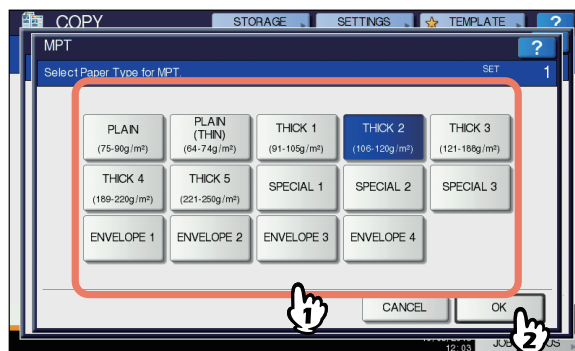 COPY STORAGE SETTINGS TEMPLATE ?
MPT ?
Select Paper Type for MPT. SET 1
PLAIN
(75-90g/m²)
PLAIN
(THIN)
(64-74g/m²)
THICK 1
(91-105g/m²)
THICK 2
(106-120g/m²)
THICK 3
(121-188g/m²)
THICK 4
(189-220g/m²)
THICK 5
(221-250g/m²)
SPECIAL 1
SPECIAL 2
SPECIAL 3
ENVELOPE 1
ENVELOPE 2
ENVELOPE 3
ENVELOPE 4
1
CANCEL OK
2
12:03